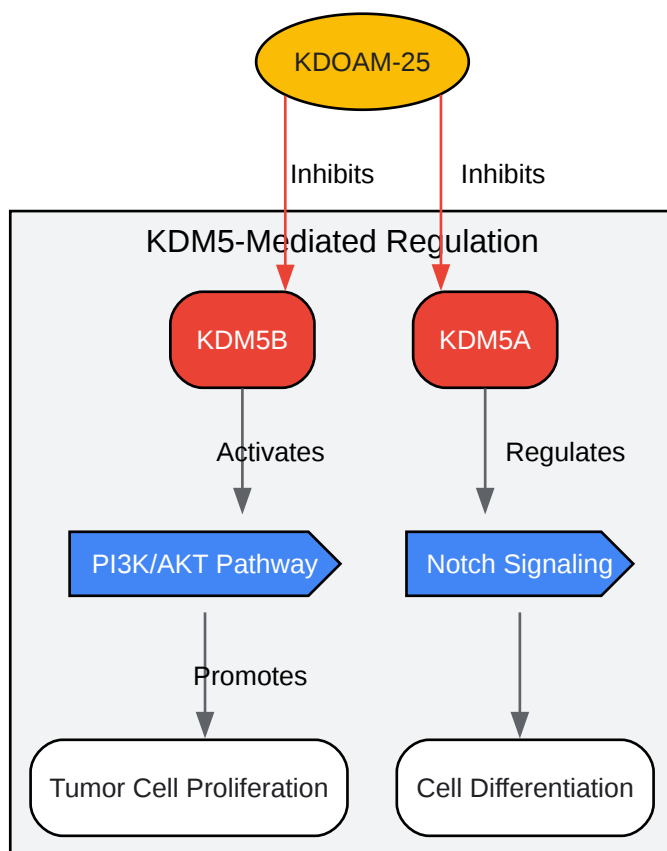 KDOAM-25
Inhibits
Inhibits
KDM5-Mediated Regulation
KDM5B
KDM5A
Activates
Regulates
PI3K/AKT Pathway
Notch Signaling
Promotes
Tumor Cell Proliferation
Cell Differentiation